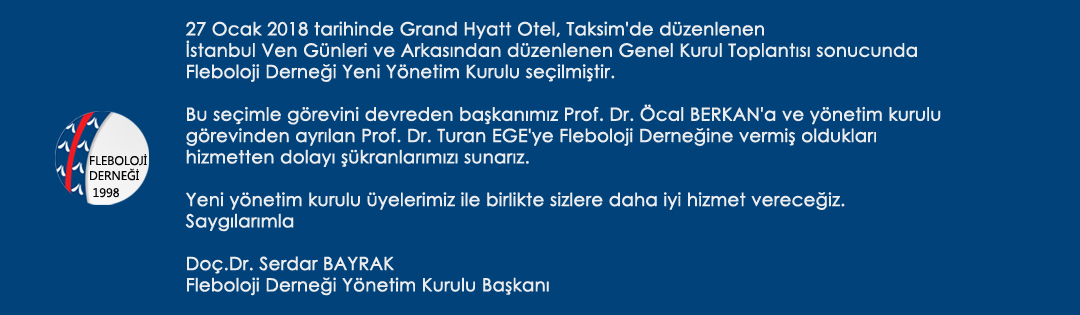 27 Ocak 2018 tarihinde Grand Hyatt Otel, Taksim'de düzenlenen
İstanbul Ven Günleri ve Arkasından düzenlenen Genel Kurul Toplantısı sonucunda
Fleboloji Derneği Yeni Yönetim Kurulu seçilmiştir.
Bu seçimle görevini devreden başkanımız Prof. Dr. Öcal BERKAN'a ve yönetim kurulu
görevinden ayrılan Prof. Dr. Turan EGE'ye Fleboloji Derneğine vermiş oldukları
hizmetten dolayı şükranlarımızı sunarız.
FLEBOLOJİ
DERNEĞİ
1998
Yeni yönetim kurulu üyelerimiz ile birlikte sizlere daha iyi hizmet vereceğiz.
Saygılarımla
Doç.Dr. Serdar BAYRAK
Fleboloji Derneği Yönetim Kurulu Başkanı